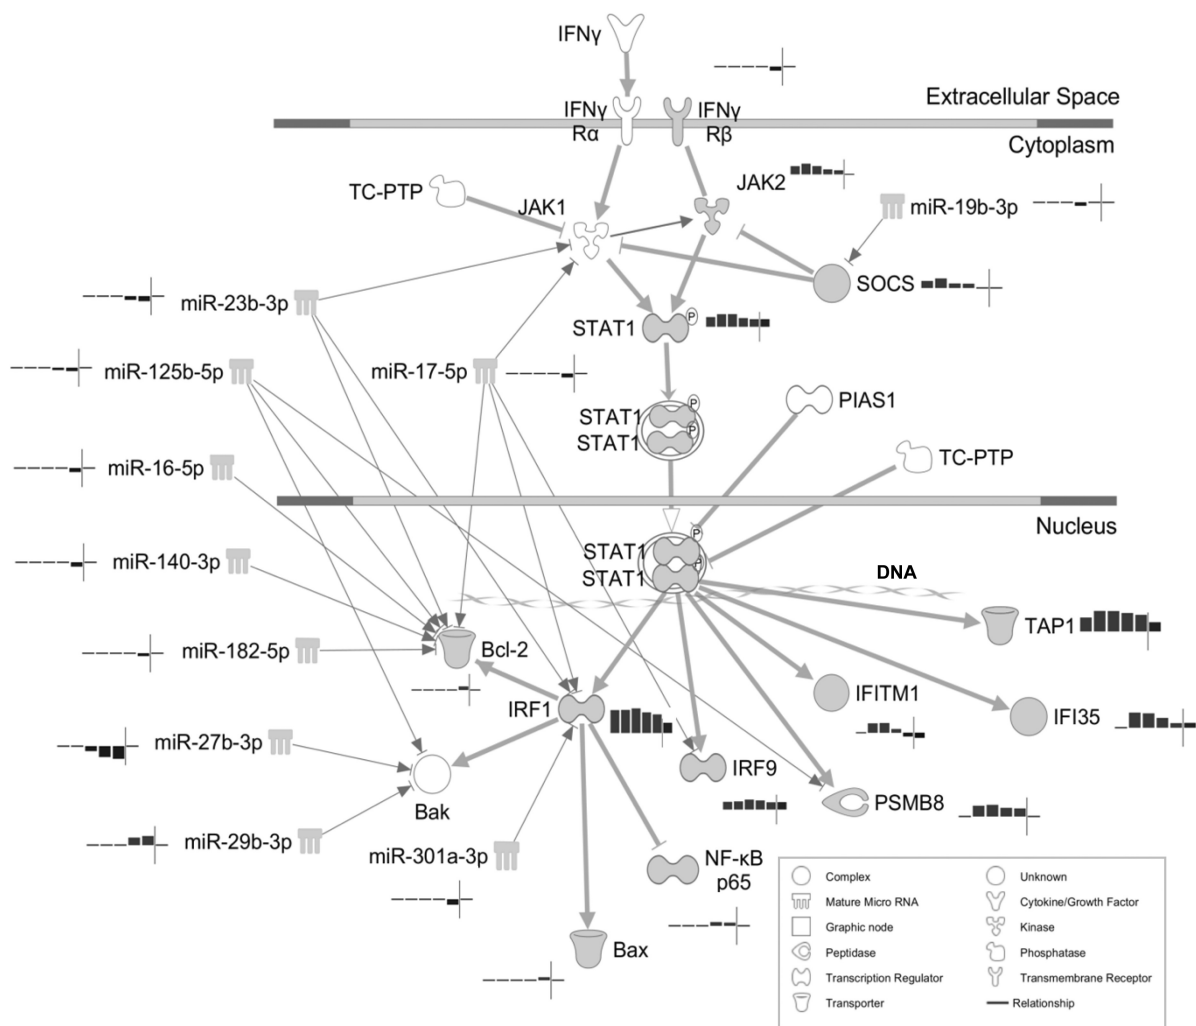 IFNγ
Extracellular Space
IFNγ
Rα
IFNγ
Rβ
Cytoplasm
TC-PTP
JAK1
JAK2
miR-19b-3p
SOCS
miR-23b-3p
P
STAT1
miR-125b-5p
miR-17-5p
PIAS1
P
STAT1
P
STAT1
TC-PTP
miR-16-5p
Nucleus
P
STAT1
P
STAT1
miR-140-3p
DNA
TAP1
miR-182-5p
Bcl-2
IFITM1
IRF1
IFI35
miR-27b-3p
IRF9
Bak
PSMB8
miR-29b-3p
miR-301a-3p
NF-κB
p65
Bax
Complex
Unknown
Mature Micro RNA
Cytokine/Growth Factor
Graphic node
Kinase
Peptidase
Phosphatase
Transcription Regulator
Transmembrane Receptor
Transporter
Relationship